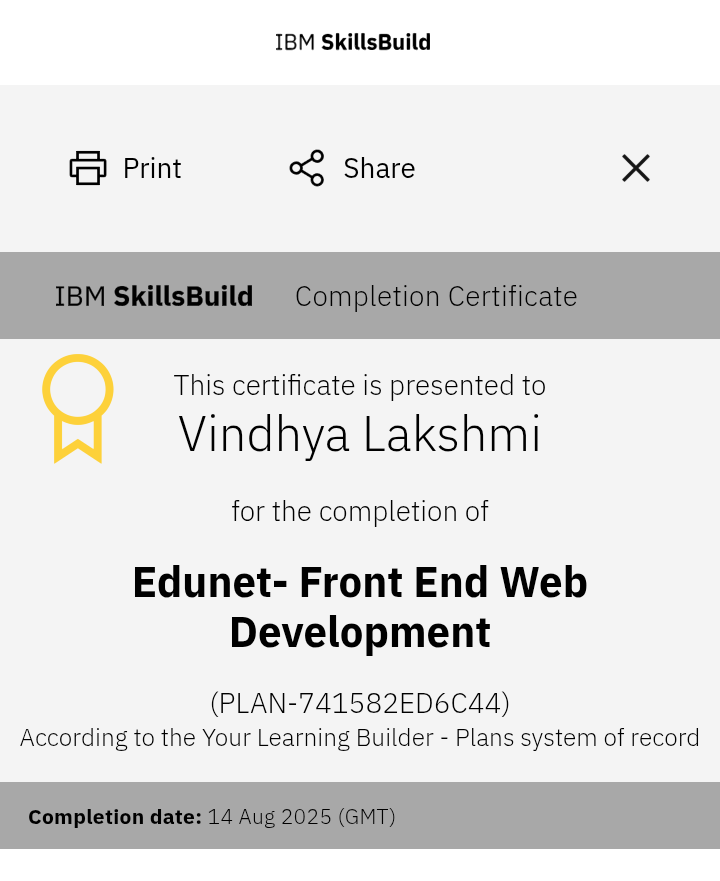 IBM SkillsBuild
Print
Share
IBM SkillsBuild Completion Certificate
This certificate is presented to
Vindhya Lakshmi
for the completion of
Edunet- Front End Web
Development
(PLAN-741582ED6C44)
According to the Your Learning Builder - Plans system of record
Completion date: 14 Aug 2025 (GMT)